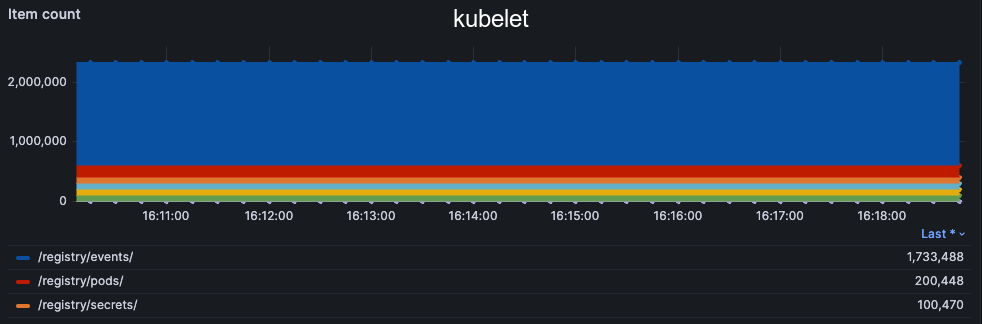 Item count
kubelet
2,000,000
1,000,000
0
16:11:00 16:12:00 16:13:00 16:14:00 16:15:00 16:16:00 16:17:00 16:18:00
Last *
/registry/events/ 1,733,488
/registry/pods/ 200,448
/registry/secrets/ 100,470